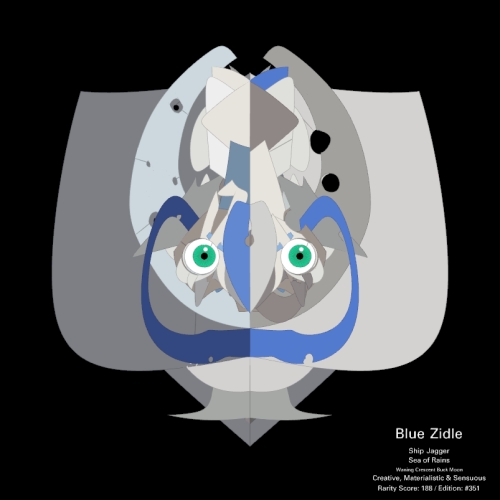 Blue Zidle
Ship Jagger
Sea of Rains
Waning Crescent Buck Moon
Creative, Materialistic & Sensuous
Rarity Score: 188 / Edition: #351